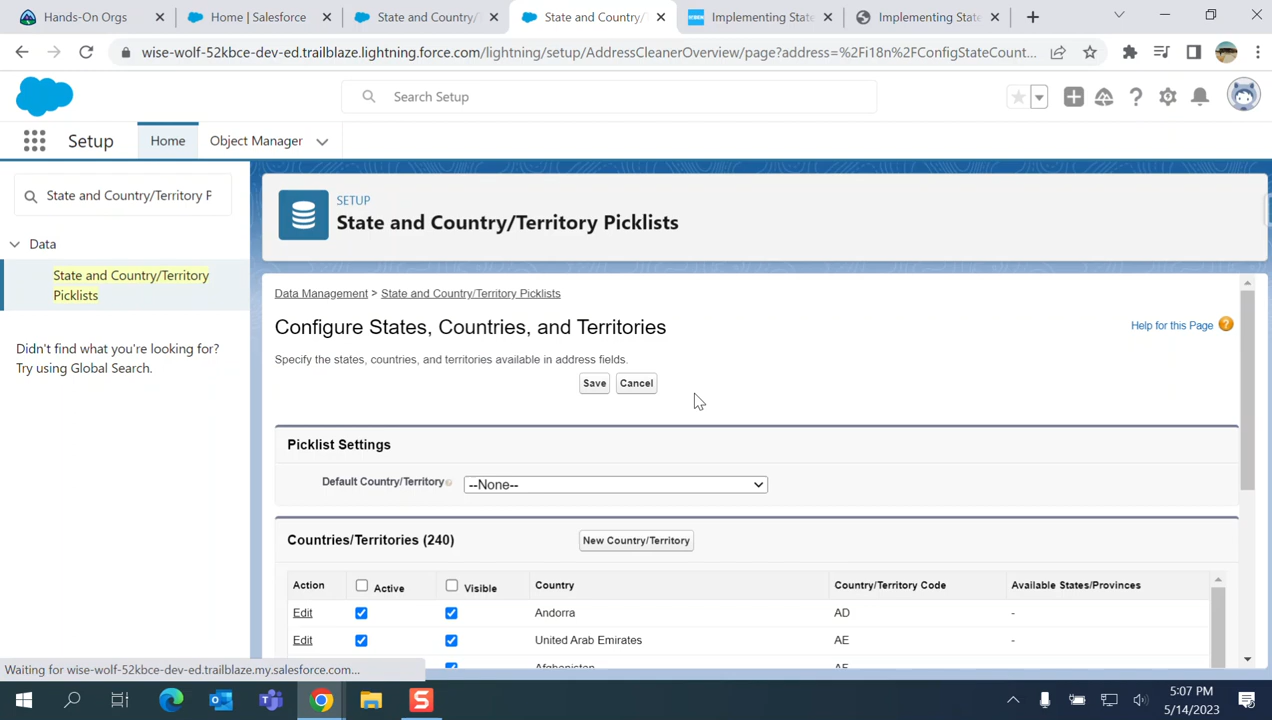 Hands-On Orgs
Home | Salesforce
State and Country/
State and Country/
Implementing State
Implementing State
wise-wolf-52kbce-dev-ed.trailblaze.lightning.force.com/lightning/setup/AddressCleanerOverview/page?address=%2Fi18n%2FConfigStateCount...
Search Setup
Setup
Home
Object Manager
State and Country/Territory P
Data
State and Country/Territory
Picklists
Didn't find what you're looking for?
Try using Global Search.
SETUP
State and Country/Territory Picklists
Data Management > State and Country/Territory Picklists
Configure States, Countries, and Territories
Help for this Page
Specify the states, countries, and territories available in address fields.
Save Cancel
Picklist Settings
Default Country/Territory --None--
Countries/Territories (240) New Country/Territory
Action Active Visible Country Country/Territory Code Available States/Provinces
Edit Andorra AD -
Edit United Arab Emirates AE -
Afghanistan AF
Waiting for wise-wolf-52kbce-dev-ed.trailblaze.my.salesforce.com...
5:07 PM
5/14/2023